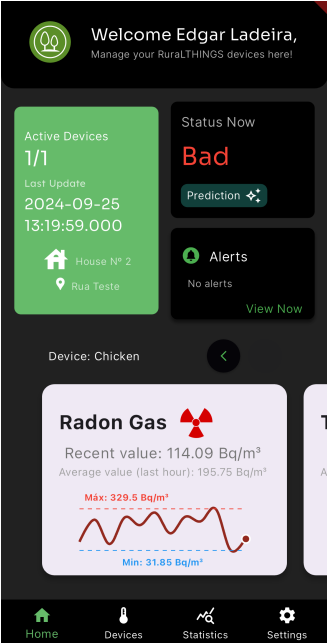 Welcome Edgar Ladeira,
Manage your RuraLTHINGS devices here!
Active Devices
1/1
Last Update
2024-09-25
13:19:59.000
House Nº 2
Rua Teste
Status Now
Bad
Prediction
Alerts
No alerts
View Now
Device: Chicken
Radon Gas
Recent value: 114.09 Bq/m³
Average value (last hour): 195.75 Bq/m³
Máx: 329.5 Bq/m³
Min: 31.85 Bq/m³
Home
Devices
Statistics
Settings